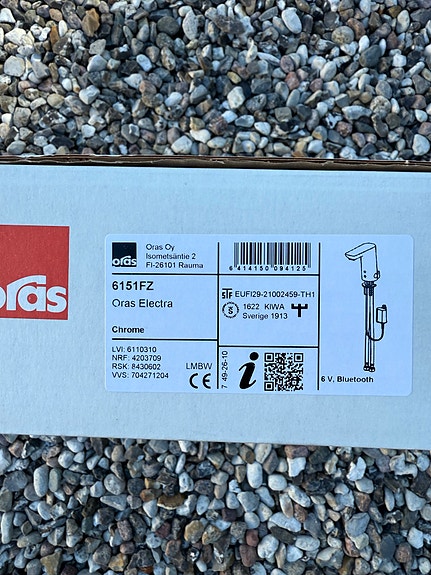 oras
oras
Oras Oy
Isometsäntie 2
FI-26101 Rauma
6151FZ
Oras Electra
Chrome
LVI: 6110310
NRF: 4203709
RSK: 8430602
VVS: 704271204
LMBW
CE
6 414150 094125
STF EUFI29-21002459-TH1
1622 KIWA
Sverige 1913
7 49-26-10
i
6 V, Bluetooth